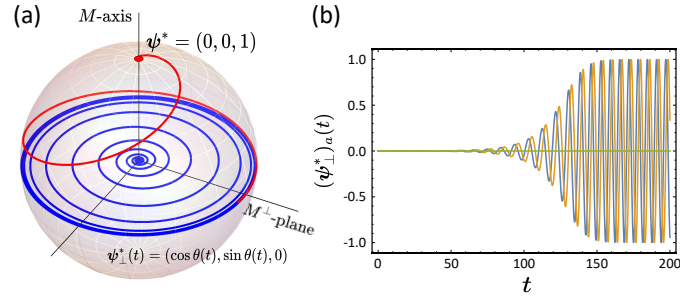 (a)
M-axis
ψ* = (0, 0, 1)
M⊥-plane
ψ*⊥(t) = (cos θ(t), sin θ(t), 0)
(b)
(ψ*⊥)a(t)
1.0
0.5
0.0
-0.5
-1.0
0
50
100
150
200
t